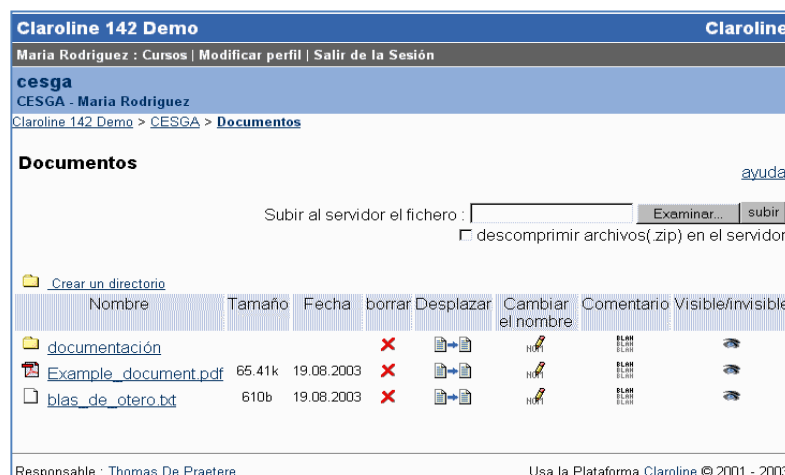 Claroline 142 Demo Claroline
Maria Rodriguez : Cursos | Modificar perfil | Salir de la Sesión
cesga
CESGA - Maria Rodriguez
Claroline 142 Demo > CESGA > Documentos
Documentos
ayuda
Subir al servidor el fichero : Examinar... subir
descomprimir archivos(.zip) en el servidor
Crear un directorio
Nombre Tamaño Fecha borrar Desplazar Cambiar el nombre Comentario Visible/invisible
documentación
Example_document.pdf 65.41k 19.08.2003
blas_de_otero.txt 610b 19.08.2003
Responsable : Thomas De Praetere Usa la Plataforma Claroline © 2001 - 2003